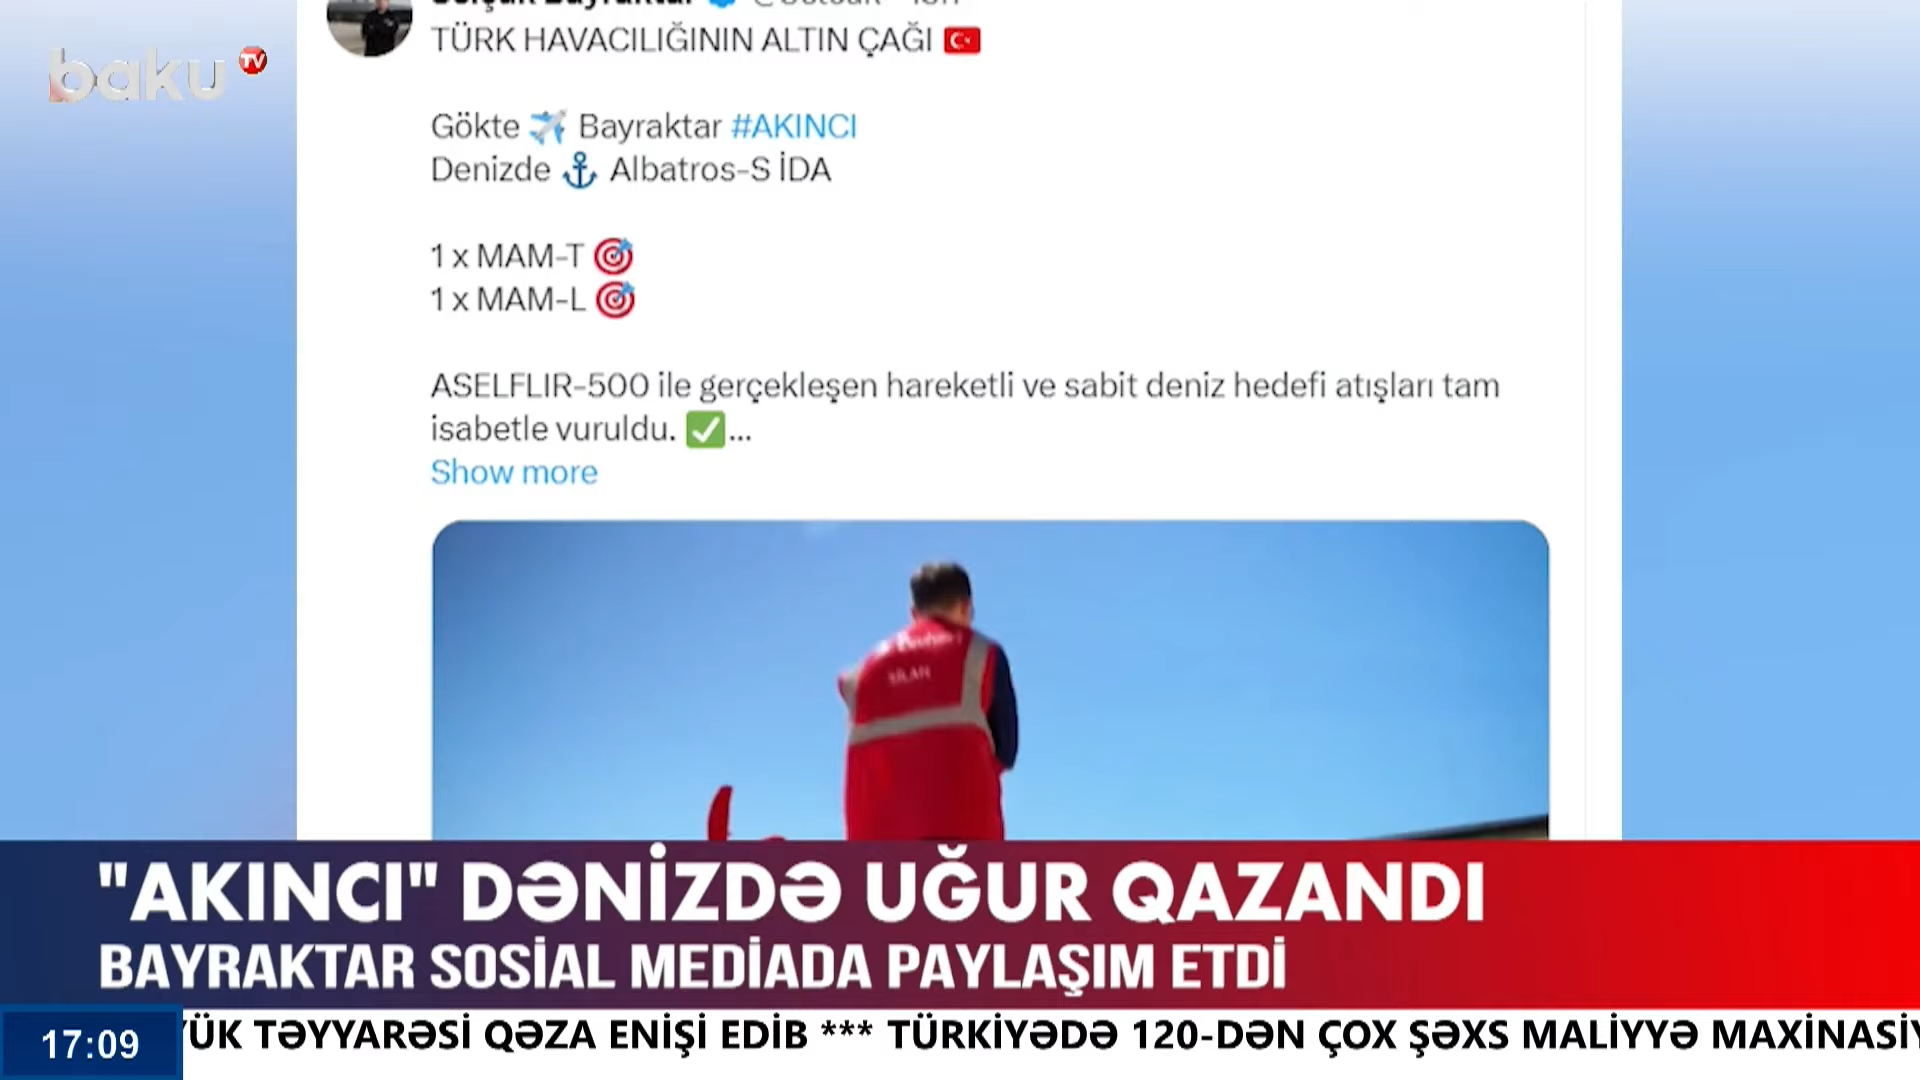 TÜRK HAVACILIĞININ ALTIN ÇAĞI
baku TV
Gökte Bayraktar #AKINCI
Denizde Albatros-S İDA
1 x MAM-T
1 x MAM-L
ASELFLIR-500 ile gerçekleşen hareketli ve sabit deniz hedefi atışları tam
isabetle vuruldu. ...
Show more
"AKINCI" DƏNİZDƏ UĞUR QAZANDI
BAYRAKTAR SOSİAL MEDİADA PAYLAŞIM ETDİ
17:09
TƏYYARƏSİ QƏZA ENİŞİ EDİB *** TÜRKİYƏDƏ 120-DƏN ÇOX ŞƏXS MALİYYƏ